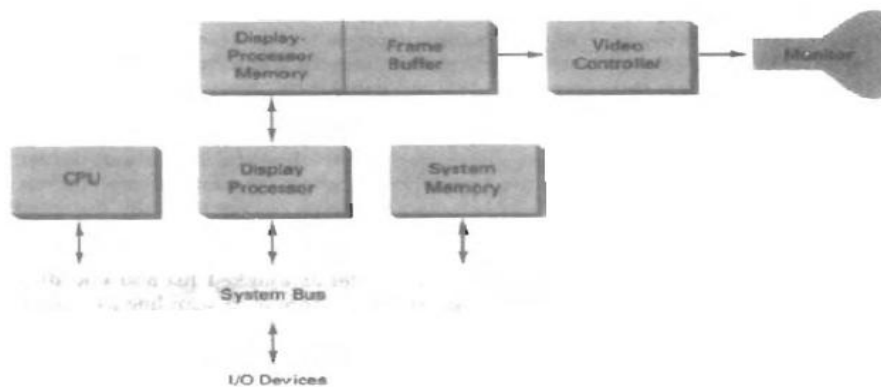 Display-
Processor
Memory
Frame
Buffer
Video
Controller
Monitor
CPU
Display
Processor
System
Memory
System Bus
I/O Devices